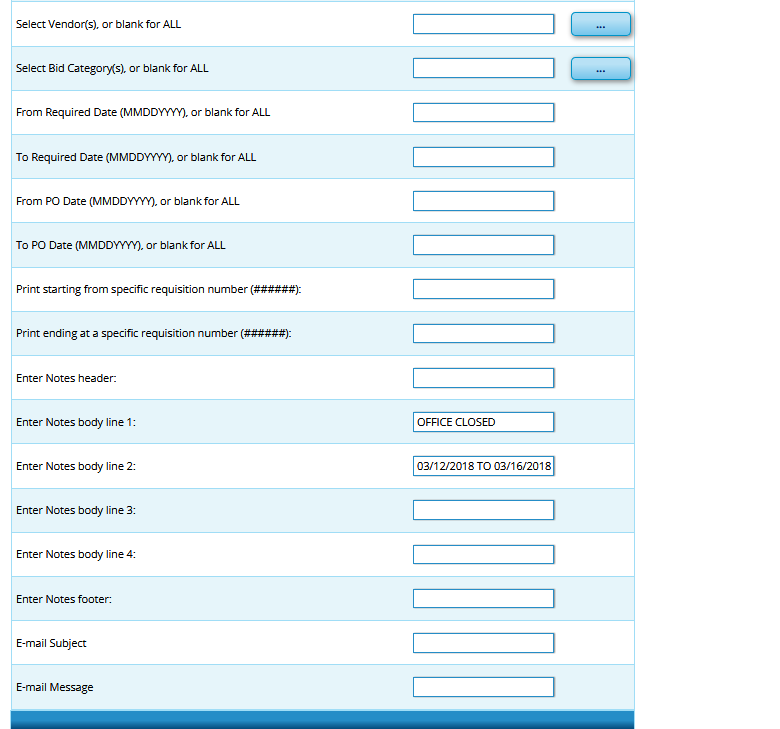 Select Vendor(s), or blank for ALL ...
Select Bid Category(s), or blank for ALL ...
From Required Date (MMDDYYYY), or blank for ALL
To Required Date (MMDDYYYY), or blank for ALL
From PO Date (MMDDYYYY), or blank for ALL
To PO Date (MMDDYYYY), or blank for ALL
Print starting from specific requisition number (######):
Print ending at a specific requisition number (######):
Enter Notes header:
Enter Notes body line 1: OFFICE CLOSED
Enter Notes body line 2: 03/12/2018 TO 03/16/2018
Enter Notes body line 3:
Enter Notes body line 4:
Enter Notes footer:
E-mail Subject
E-mail Message